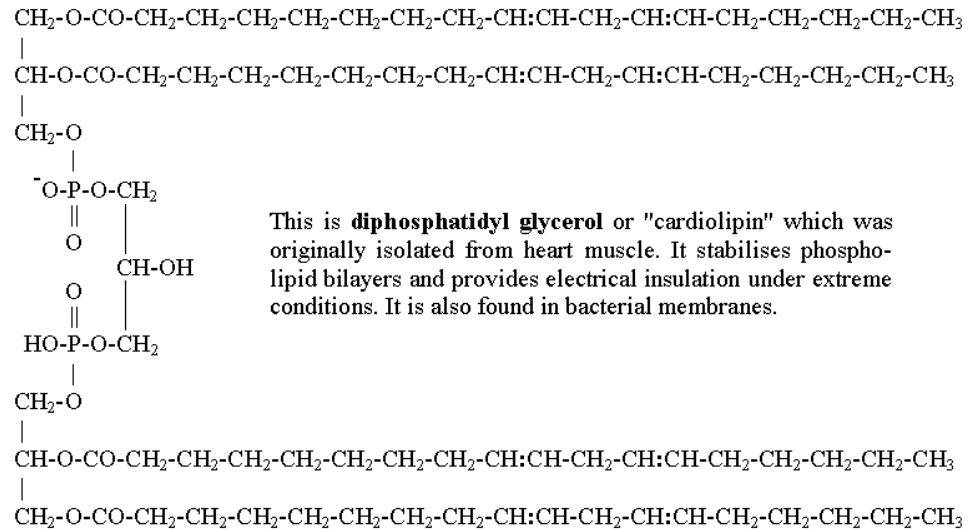 CH₂-O-CO-CH₂-CH₂-CH₂-CH₂-CH₂-CH₂-CH₂-CH:CH-CH₂-CH:CH-CH₂-CH₂-CH₂-CH₂-CH₃
|
CH-O-CO-CH₂-CH₂-CH₂-CH₂-CH₂-CH₂-CH₂-CH:CH-CH₂-CH:CH-CH₂-CH₂-CH₂-CH₂-CH₃
|
CH₂-O
|
⁻O-P-O-CH₂
||
O
CH-OH
O
||
HO-P-O-CH₂
|
CH₂-O
|
CH-O-CO-CH₂-CH₂-CH₂-CH₂-CH₂-CH₂-CH₂-CH:CH-CH₂-CH:CH-CH₂-CH₂-CH₂-CH₂-CH₃
|
CH₂-O-CO-CH₂-CH₂-CH₂-CH₂-CH₂-CH₂-CH₂-CH:CH-CH₂-CH:CH-CH₂-CH₂-CH₂-CH₂-CH₃
This is diphosphatidyl glycerol or "cardiolipin" which was
originally isolated from heart muscle. It stabilises phospho-
lipid bilayers and provides electrical insulation under extreme
conditions. It is also found in bacterial membranes.